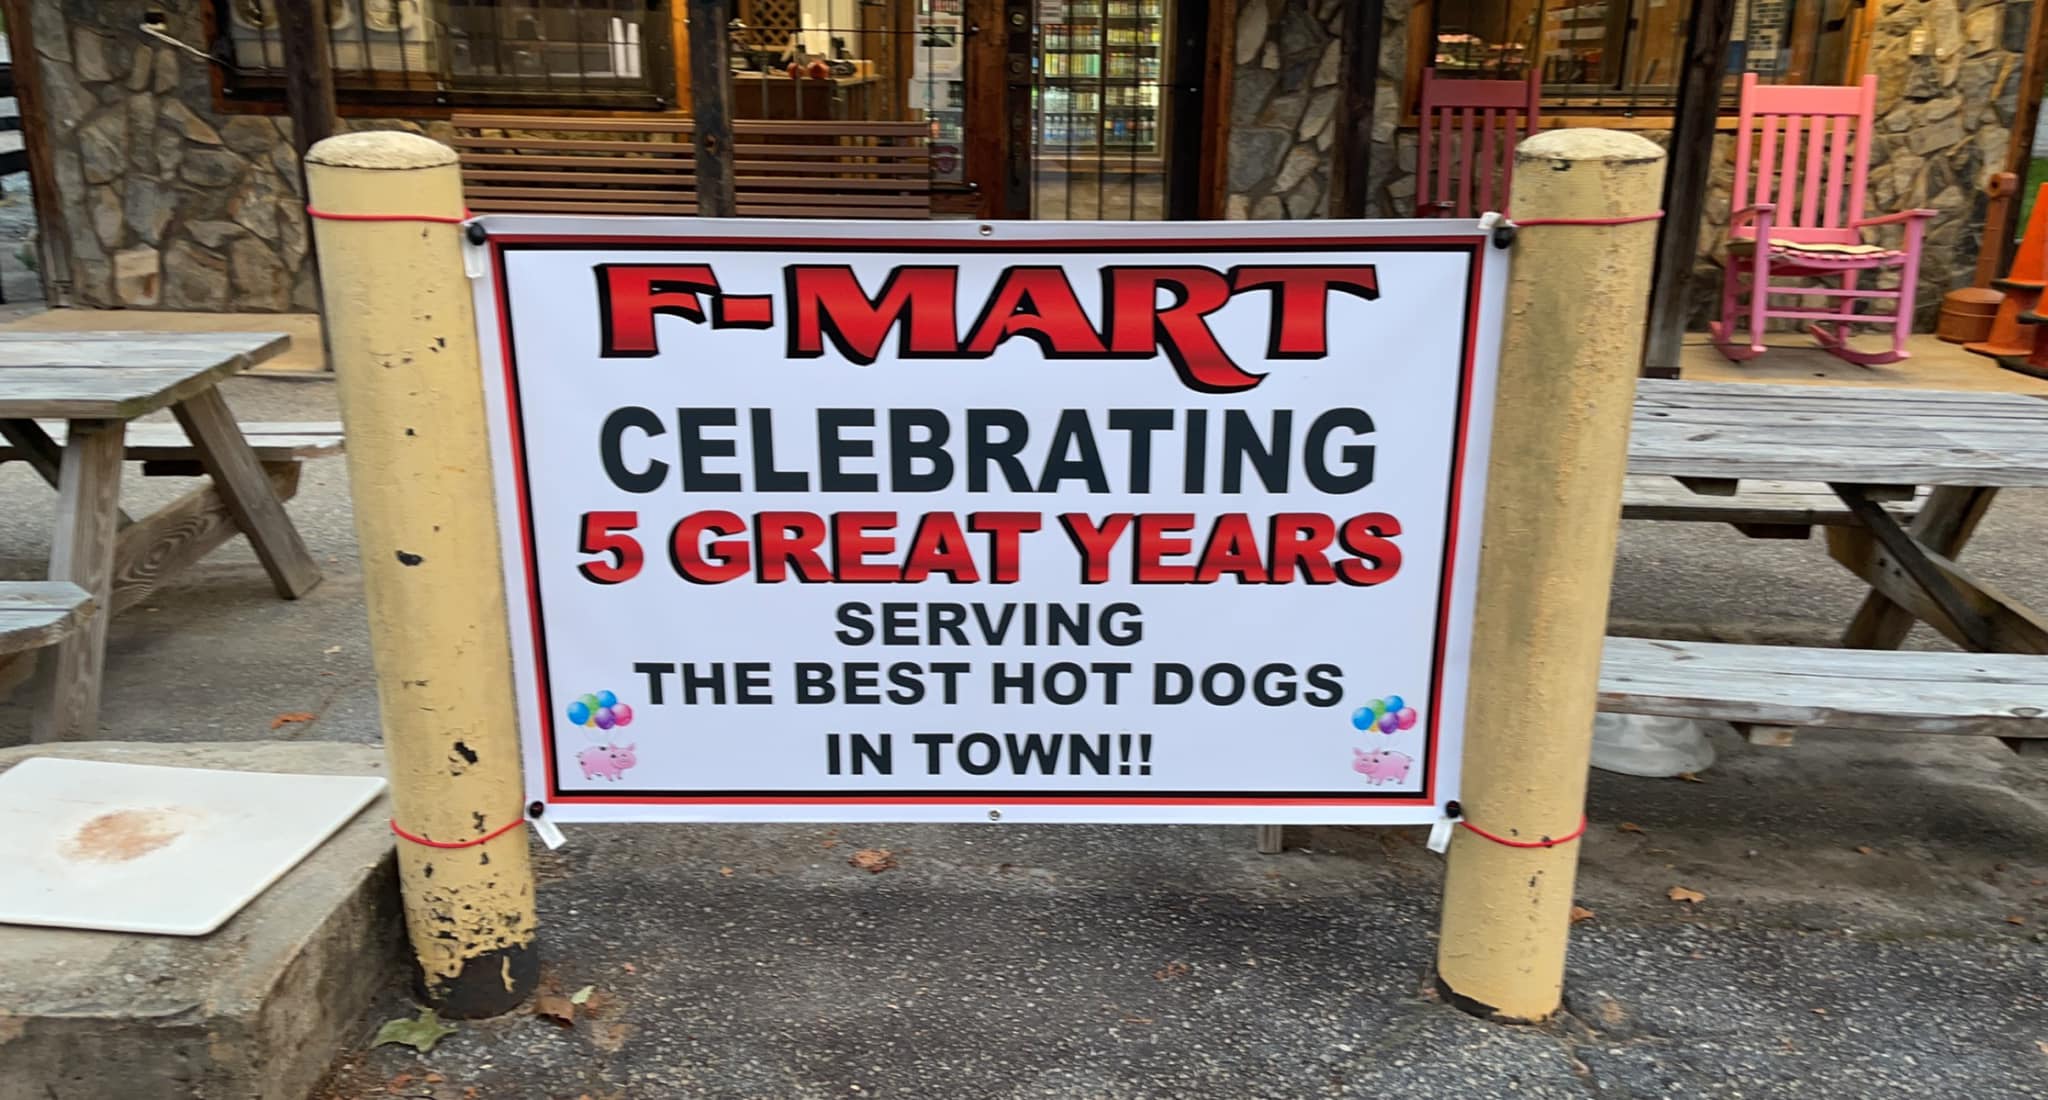 F-MART
CELEBRATING
5 GREAT YEARS
SERVING
THE BEST HOT DOGS
IN TOWN!!